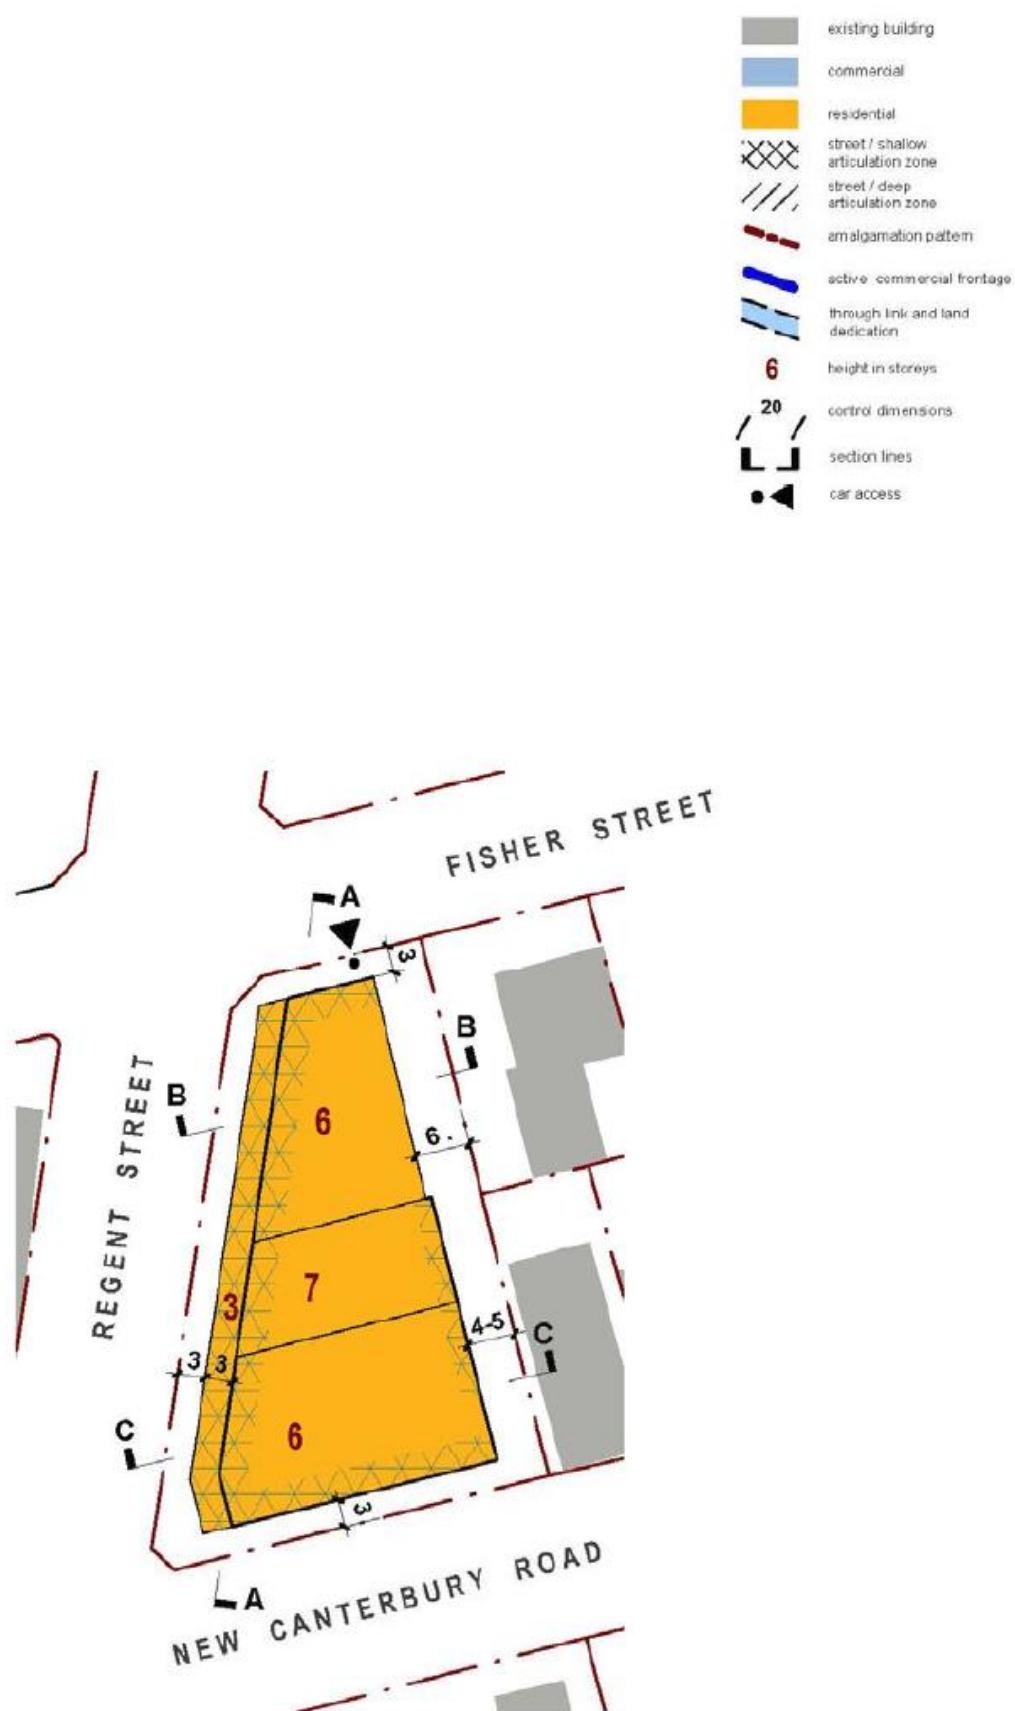 existing building
commercial
residential
street / shallow
articulation zone
street / deep
articulation zone
amalgamation pattern
active commercial frontage
through link and land
dedication
6
height in storeys
20
control dimensions
section lines
car access
FISHER STREET
A
3
B
B
REGENT STREET
6
6
7
3
4-5
C
3
3
C
6
3
A
NEW CANTERBURY ROAD